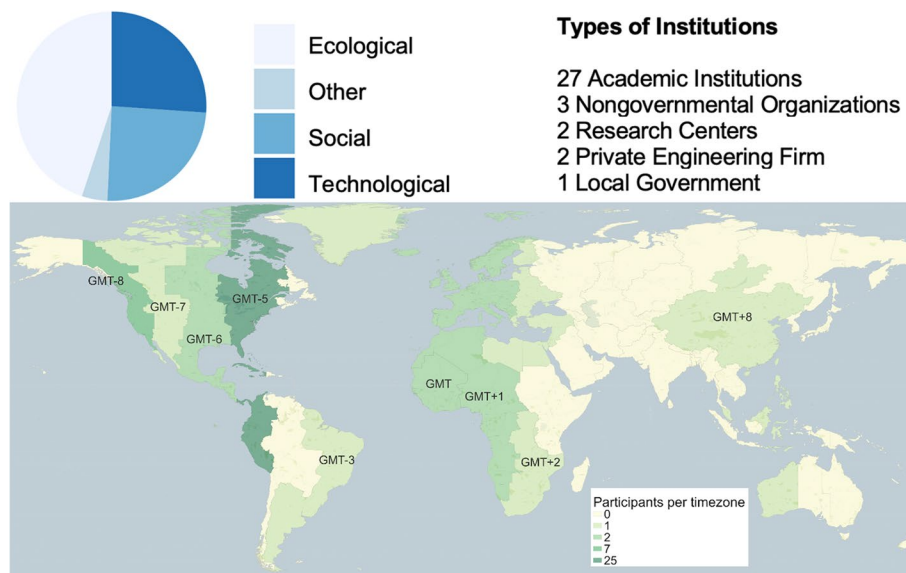 Ecological
Other
Social
Technological
Types of Institutions
27 Academic Institutions
3 Nongovernmental Organizations
2 Research Centers
2 Private Engineering Firm
1 Local Government
GMT-8
GMT-7
GMT-5
GMT-6
GMT+8
GMT
GMT+1
GMT-3
GMT+2
Participants per timezone
0
1
2
7
25